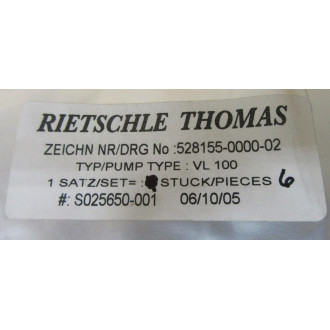 RIETSCHLE THOMAS
ZEICHN NR/DRG No :528155-0000-02
TYP/PUMP TYPE : VL 100
1 SATZ/SET= : STUCK/PIECES 6
#: S025650-001 06/10/05